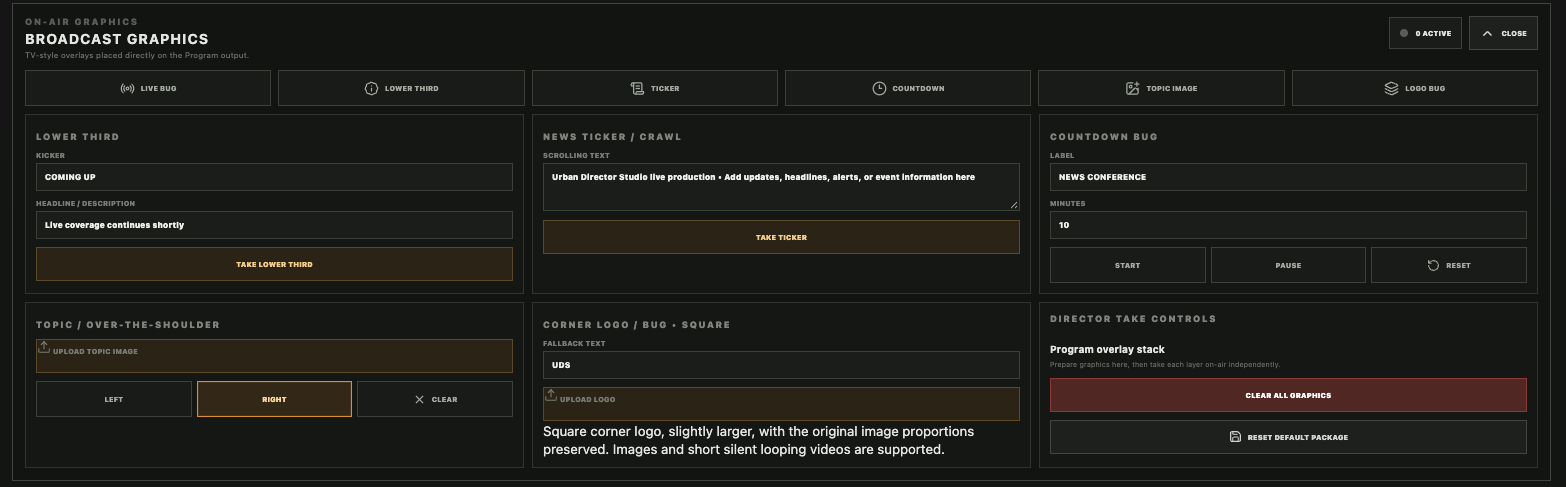 ON-AIR GRAPHICS
BROADCAST GRAPHICS
TV-style overlays placed directly on the Program output.
0 ACTIVE
CLOSE
LIVE BUG
LOWER THIRD
TICKER
COUNTDOWN
TOPIC IMAGE
LOGO BUG
LOWER THIRD
KICKER
COMING UP
HEADLINE / DESCRIPTION
Live coverage continues shortly
TAKE LOWER THIRD
NEWS TICKER / CRAWL
SCROLLING TEXT
Urban Director Studio live production • Add updates, headlines, alerts, or event information here
TAKE TICKER
COUNTDOWN BUG
LABEL
NEWS CONFERENCE
MINUTES
10
START
PAUSE
RESET
TOPIC / OVER-THE-SHOULDER
UPLOAD TOPIC IMAGE
LEFT
RIGHT
CLEAR
CORNER LOGO / BUG • SQUARE
FALLBACK TEXT
UDS
UPLOAD LOGO
Square corner logo, slightly larger, with the original image proportions
preserved. Images and short silent looping videos are supported.
DIRECTOR TAKE CONTROLS
Program overlay stack
Prepare graphics here, then take each layer on-air independently.
CLEAR ALL GRAPHICS
RESET DEFAULT PACKAGE